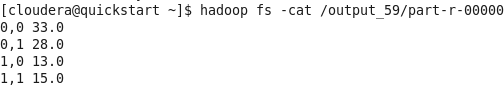 [cloudera@quickstart ~]$ hadoop fs -cat /output_59/part-r-00000
0,0 33.0
0,1 28.0
1,0 13.0
1,1 15.0